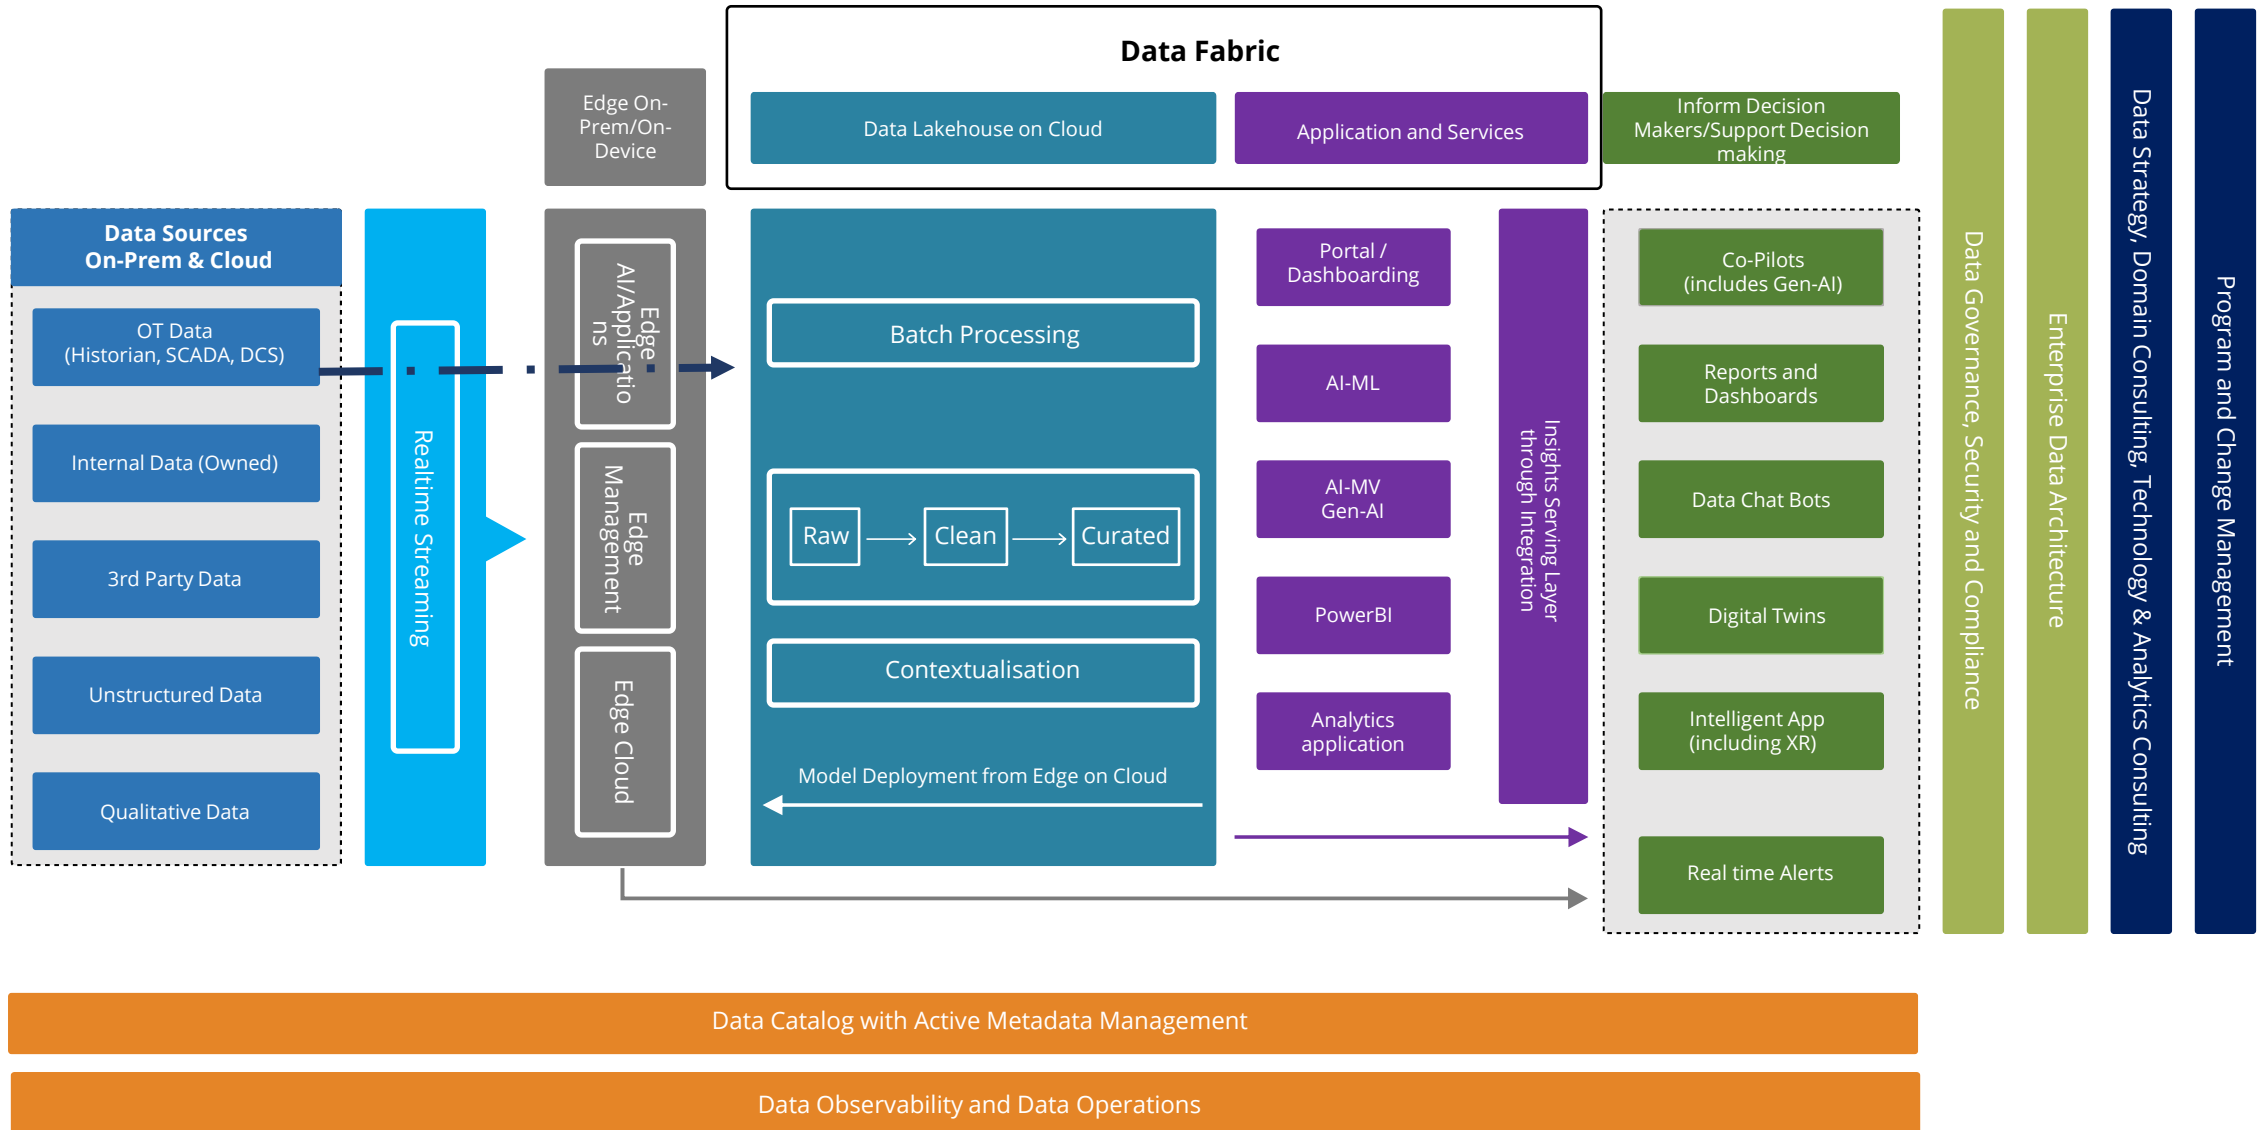 Data Fabric
Edge On-
Prem/On-
Device
Data Lakehouse on Cloud
Application and Services
Inform Decision
Makers/Support Decision
making
Data Sources
On-Prem & Cloud
OT Data
(Historian, SCADA, DCS)
Internal Data (Owned)
3rd Party Data
Unstructured Data
Qualitative Data
Realtime Streaming
Edge
AI/Applicatio
ns
Edge
Management
Edge Cloud
Batch Processing
Raw
Clean
Curated
Contextualisation
Model Deployment from Edge on Cloud
Portal /
Dashboarding
AI-ML
AI-MV
Gen-AI
PowerBI
Analytics
application
Insights Serving Layer
through Integration
Co-Pilots
(includes Gen-AI)
Reports and
Dashboards
Data Chat Bots
Digital Twins
Intelligent App
(including XR)
Real time Alerts
Data Governance, Security and Compliance
Enterprise Data Architecture
Data Strategy, Domain Consulting, Technology & Analytics Consulting
Program and Change Management
Data Catalog with Active Metadata Management
Data Observability and Data Operations